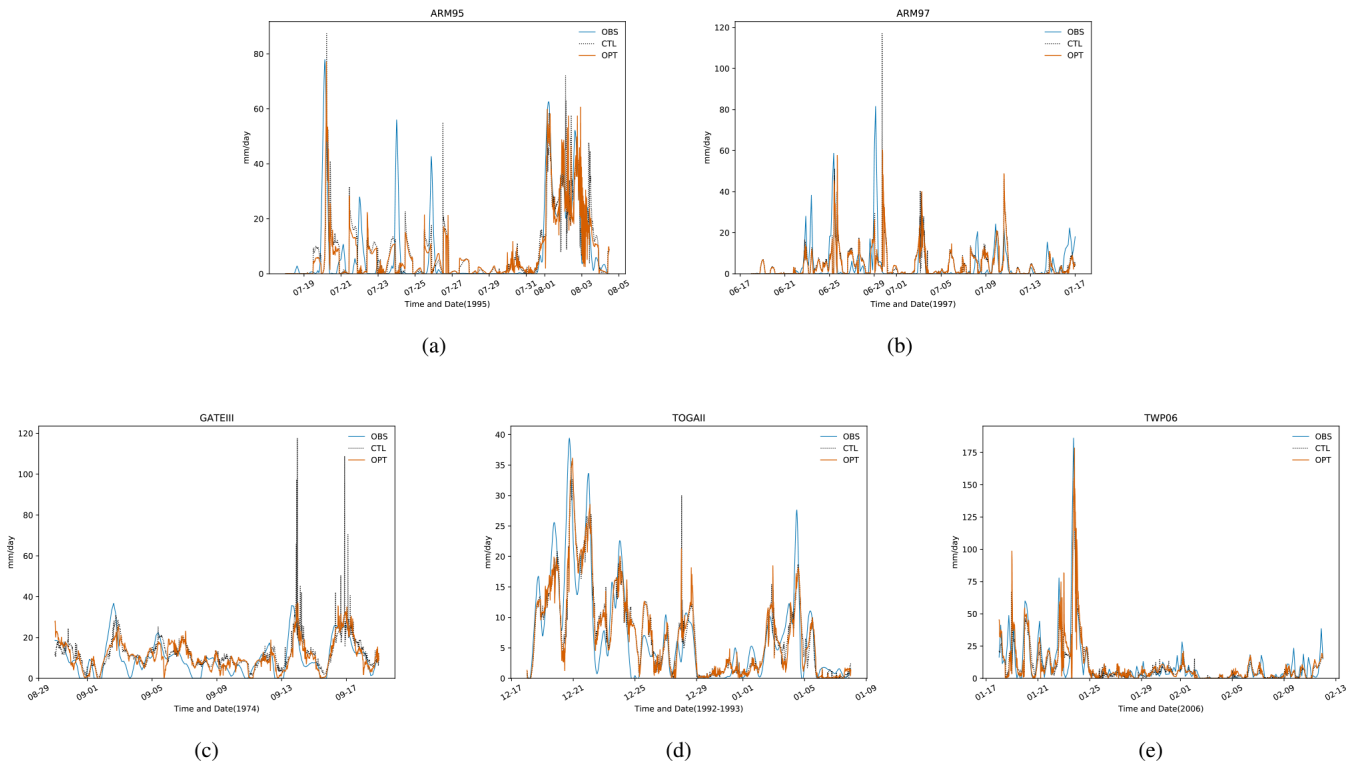 ARM95
OBS
CTL
OPT
mm/day
80
60
40
20
0
07-19
07-21
07-23
07-25
07-27
07-29
07-31
08-01
08-03
08-05
Time and Date(1995)
(a)
ARM97
OBS
CTL
OPT
mm/day
120
100
80
60
40
20
0
06-17
06-21
06-25
06-29
07-01
07-05
07-09
07-13
07-17
Time and Date(1997)
(b)
GATEIII
OBS
CTL
OPT
mm/day
120
100
80
60
40
20
0
08-29
09-01
09-05
09-09
09-13
09-17
Time and Date(1974)
(c)
TOGAII
OBS
CTL
OPT
mm/day
40
35
30
25
20
15
10
5
0
12-17
12-21
12-25
12-29
01-01
01-05
01-09
Time and Date(1992-1993)
(d)
TWP06
OBS
CTL
OPT
mm/day
175
150
125
100
75
50
25
0
01-17
01-21
01-25
01-29
02-01
02-05
02-09
02-13
Time and Date(2006)
(e)